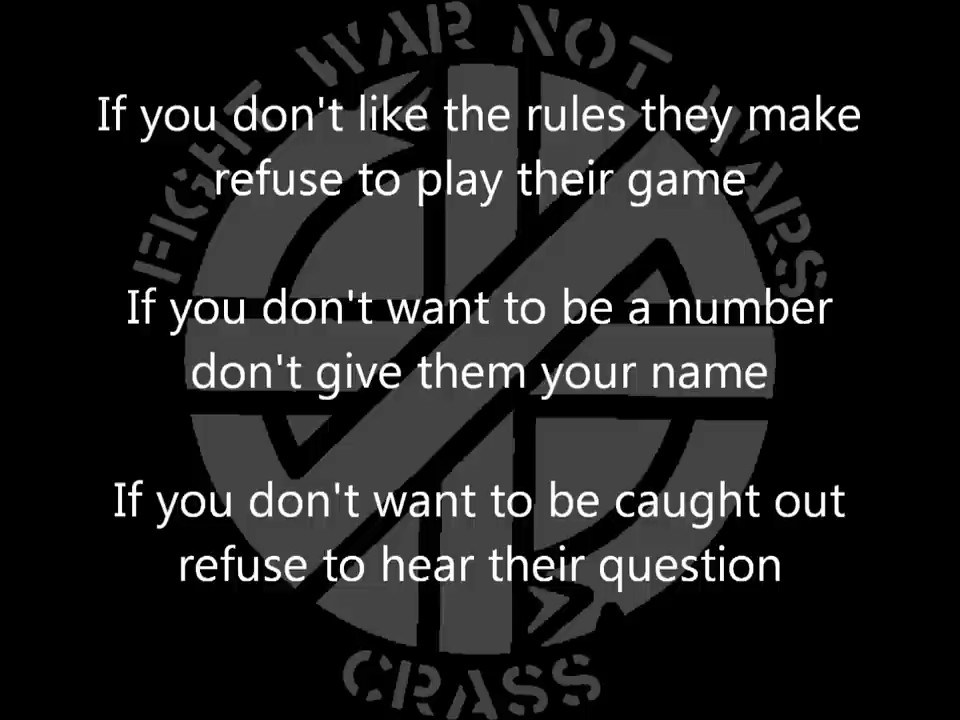 FIGHT WAR NOT WARS
If you don't like the rules they make
refuse to play their game
If you don't want to be a number
don't give them your name
If you don't want to be caught out
refuse to hear their question
CRASS